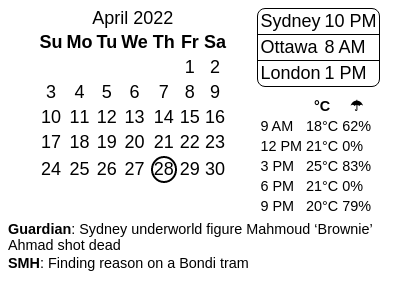 April 2022
Su Mo Tu We Th Fr Sa
1 2
3 4 5 6 7 8 9
10 11 12 13 14 15 16
17 18 19 20 21 22 23
24 25 26 27 28 29 30
Sydney 10 PM
Ottawa 8 AM
London 1 PM
°C ☂
9 AM 18°C 62%
12 PM 21°C 0%
3 PM 25°C 83%
6 PM 21°C 0%
9 PM 20°C 79%
Guardian: Sydney underworld figure Mahmoud ‘Brownie’
Ahmad shot dead
SMH: Finding reason on a Bondi tram